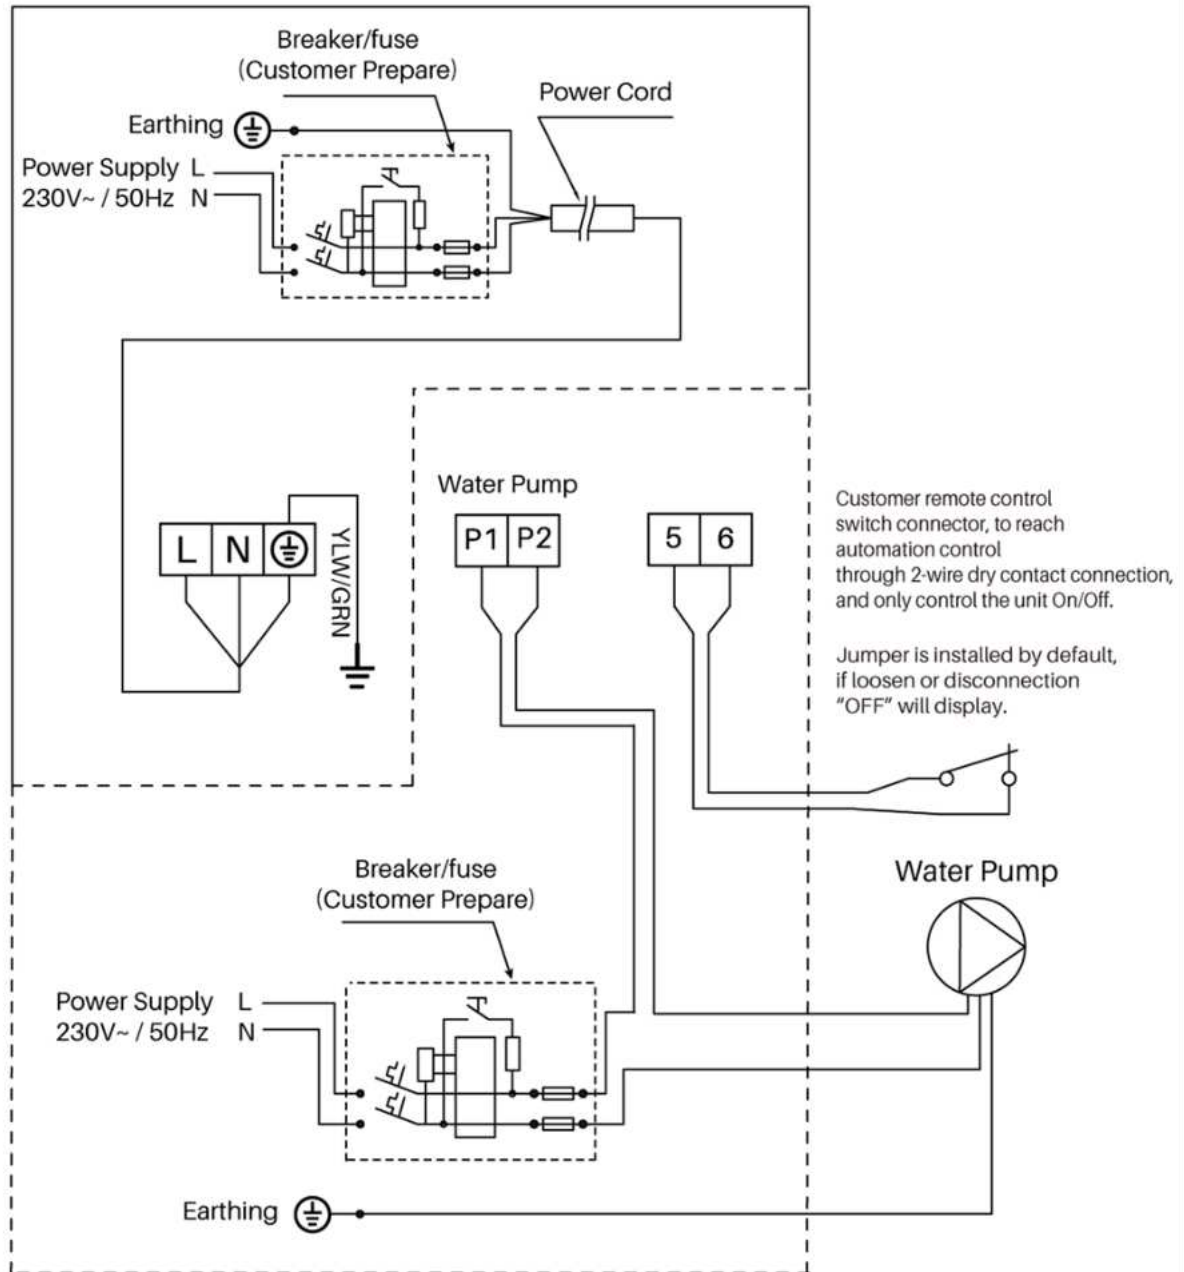 Breaker/fuse
(Customer Prepare)
Power Cord
Earthing
Power Supply L
230V~ / 50Hz N
Water Pump
L N
YLW/GRN
P1 P2
5 6
Customer remote control
switch connector, to reach
automation control
through 2-wire dry contact connection,
and only control the unit On/Off.
Jumper is installed by default,
if loosen or disconnection
"OFF" will display.
Breaker/fuse
(Customer Prepare)
Water Pump
Power Supply L
230V~ / 50Hz N
Earthing